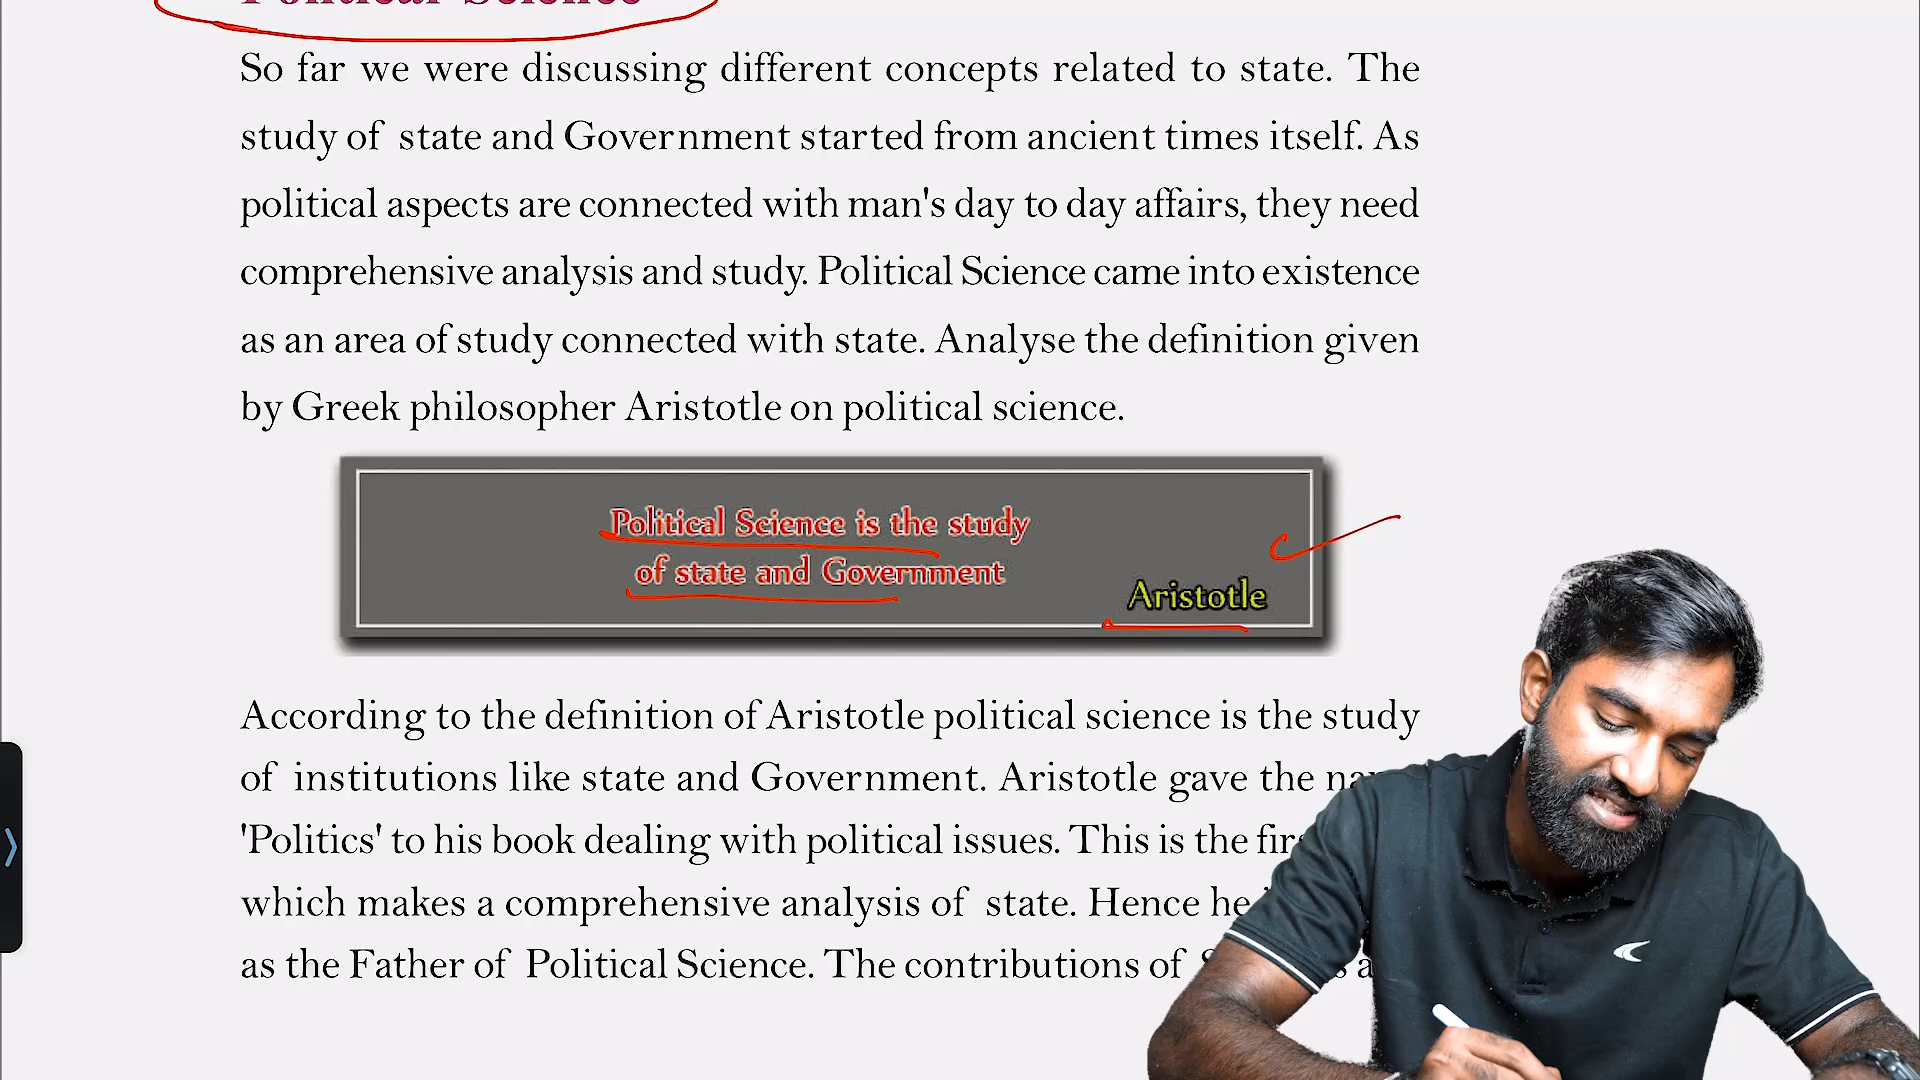 Political Science
So far we were discussing different concepts related to state. The
study of state and Government started from ancient times itself. As
political aspects are connected with man's day to day affairs, they need
comprehensive analysis and study. Political Science came into existence
as an area of study connected with state. Analyse the definition given
by Greek philosopher Aristotle on political science.
Political Science is the study
of state and Government
Aristotle
According to the definition of Aristotle political science is the study
of institutions like state and Government. Aristotle gave the
'Politics' to his book dealing with political issues. This is the
which makes a comprehensive analysis of state. Hence he
as the Father of Political Science. The contributions of